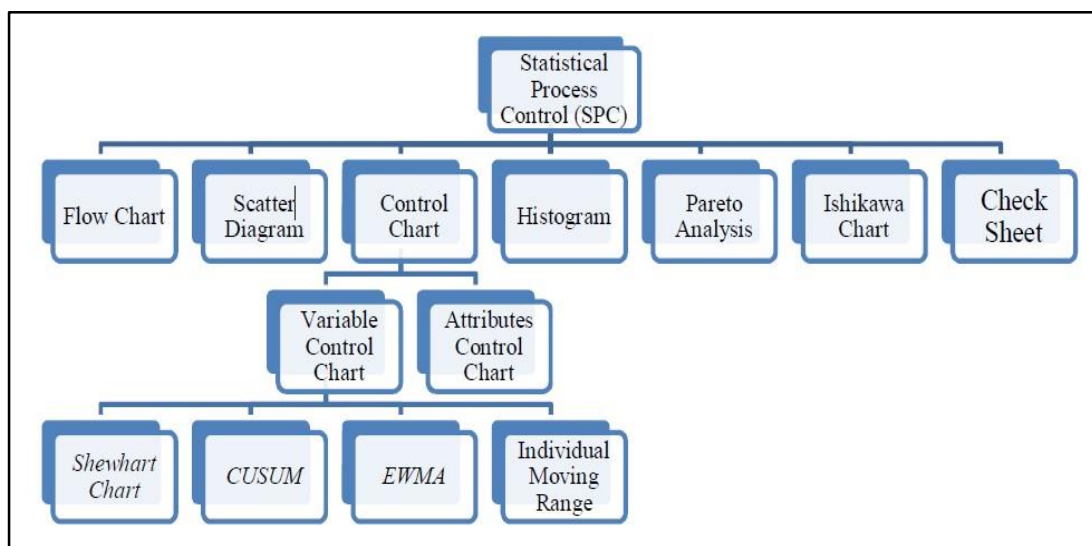 Statistical
Process
Control (SPC)
Flow Chart
Scatter
Diagram
Control
Chart
Histogram
Pareto
Analysis
Ishikawa
Chart
Check
Sheet
Variable
Control
Chart
Attributes
Control
Chart
Shewhart
Chart
CUSUM
EWMA
Individual
Moving
Range